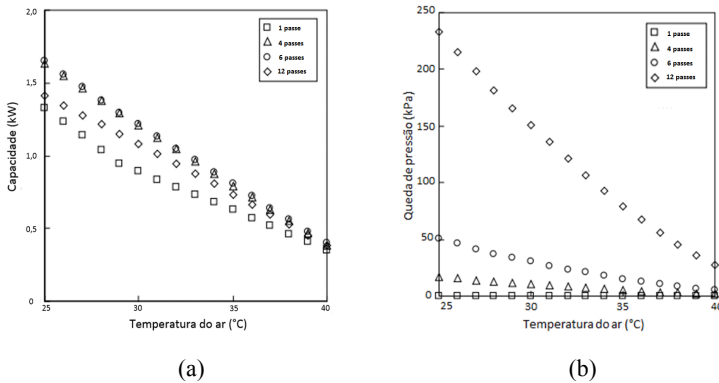 2,0
1,5
1,0
0,5
0
Capacidade (kW)
1 passe
4 passes
6 passes
12 passes
25
30
35
40
Temperatura do ar (°C)
(a)
250
200
150
100
50
0
Queda de pressão (kPa)
1 passe
4 passes
6 passes
12 passes
25
30
35
40
Temperatura do ar (°C)
(b)